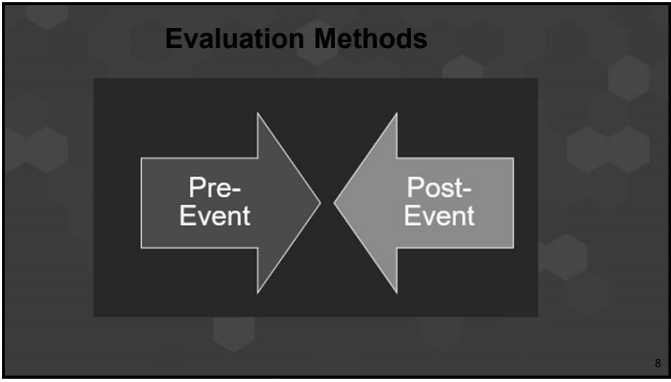 Evaluation Methods
Pre-
Event
Post-
Event
8